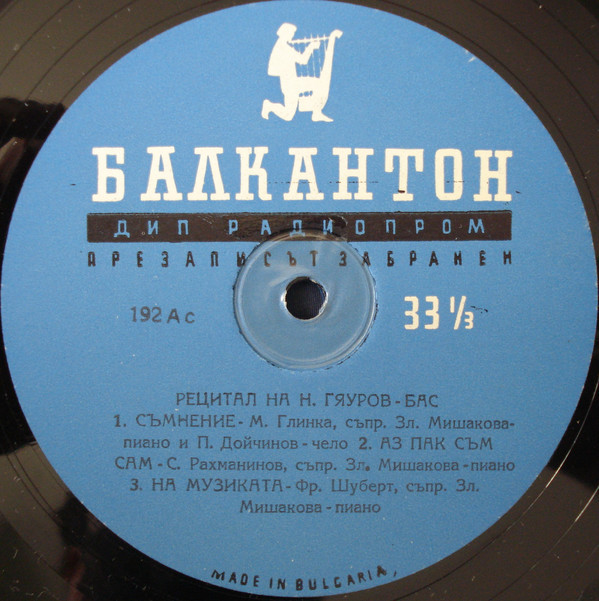 БАЛКАНТОН
ДИП РАДИОПРОМ
ПРЕЗАПИСЪТ ЗАБРАНЕН
192 А с
33 ⅓
РЕЦИТАЛ НА Н. ГЯУРОВ - БАС
1. СЪМНЕНИЕ - М. Глинка, съпр. Зл. Мишакова-
пиано и П. Дойчинов - чело 2. АЗ ПАК СЪМ
САМ - С. Рахманинов, съпр. Зл. Мишакова - пиано
3. НА МУЗИКАТА - Фр. Шуберт, съпр. Зл.
Мишакова - пиано
MADE IN BULGARIA,